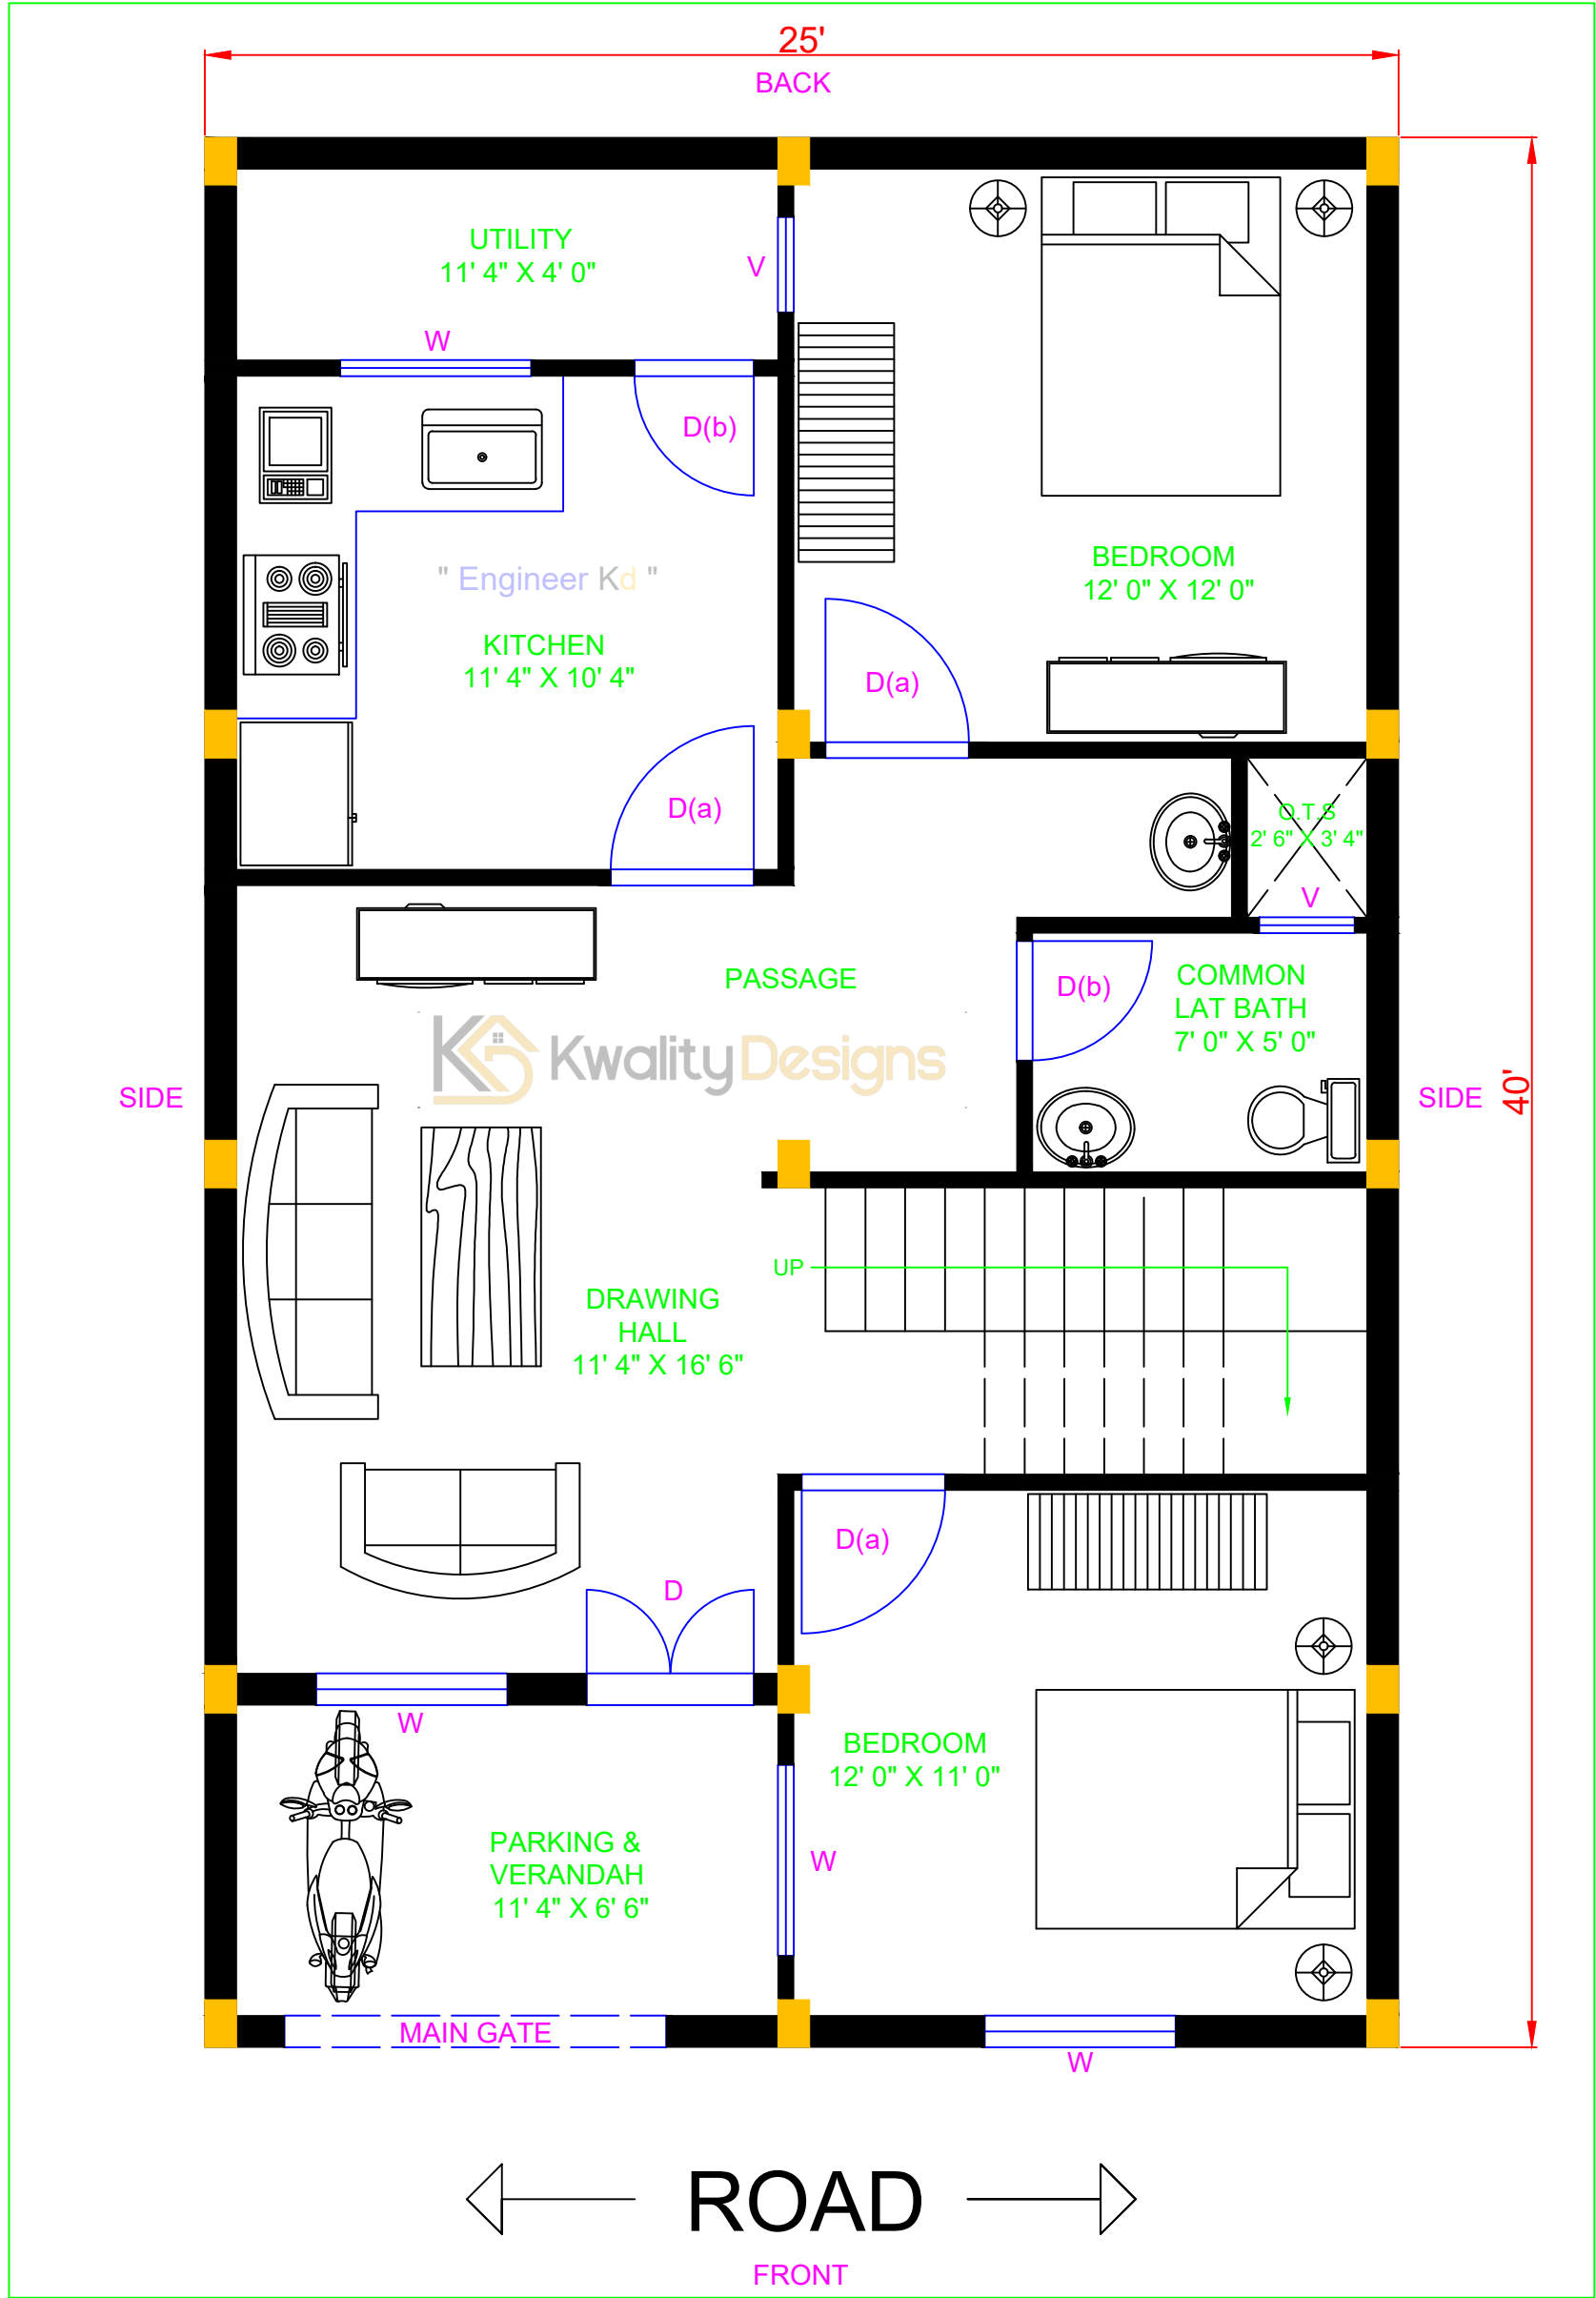 25'
BACK
UTILITY
11' 4" X 4' 0"
V
W
D(b)
" Engineer Kd "
BEDROOM
12' 0" X 12' 0"
KITCHEN
11' 4" X 10' 4"
D(a)
D(a)
O.T.S
2' 6" X 3' 4"
V
PASSAGE
D(b)
COMMON
LAT BATH
7' 0" X 5' 0"
Kwality Designs
SIDE
SIDE
40'
UP
DRAWING
HALL
11' 4" X 16' 6"
D(a)
D
W
BEDROOM
12' 0" X 11' 0"
PARKING &
VERANDAH
11' 4" X 6' 6"
W
MAIN GATE
W
ROAD
FRONT